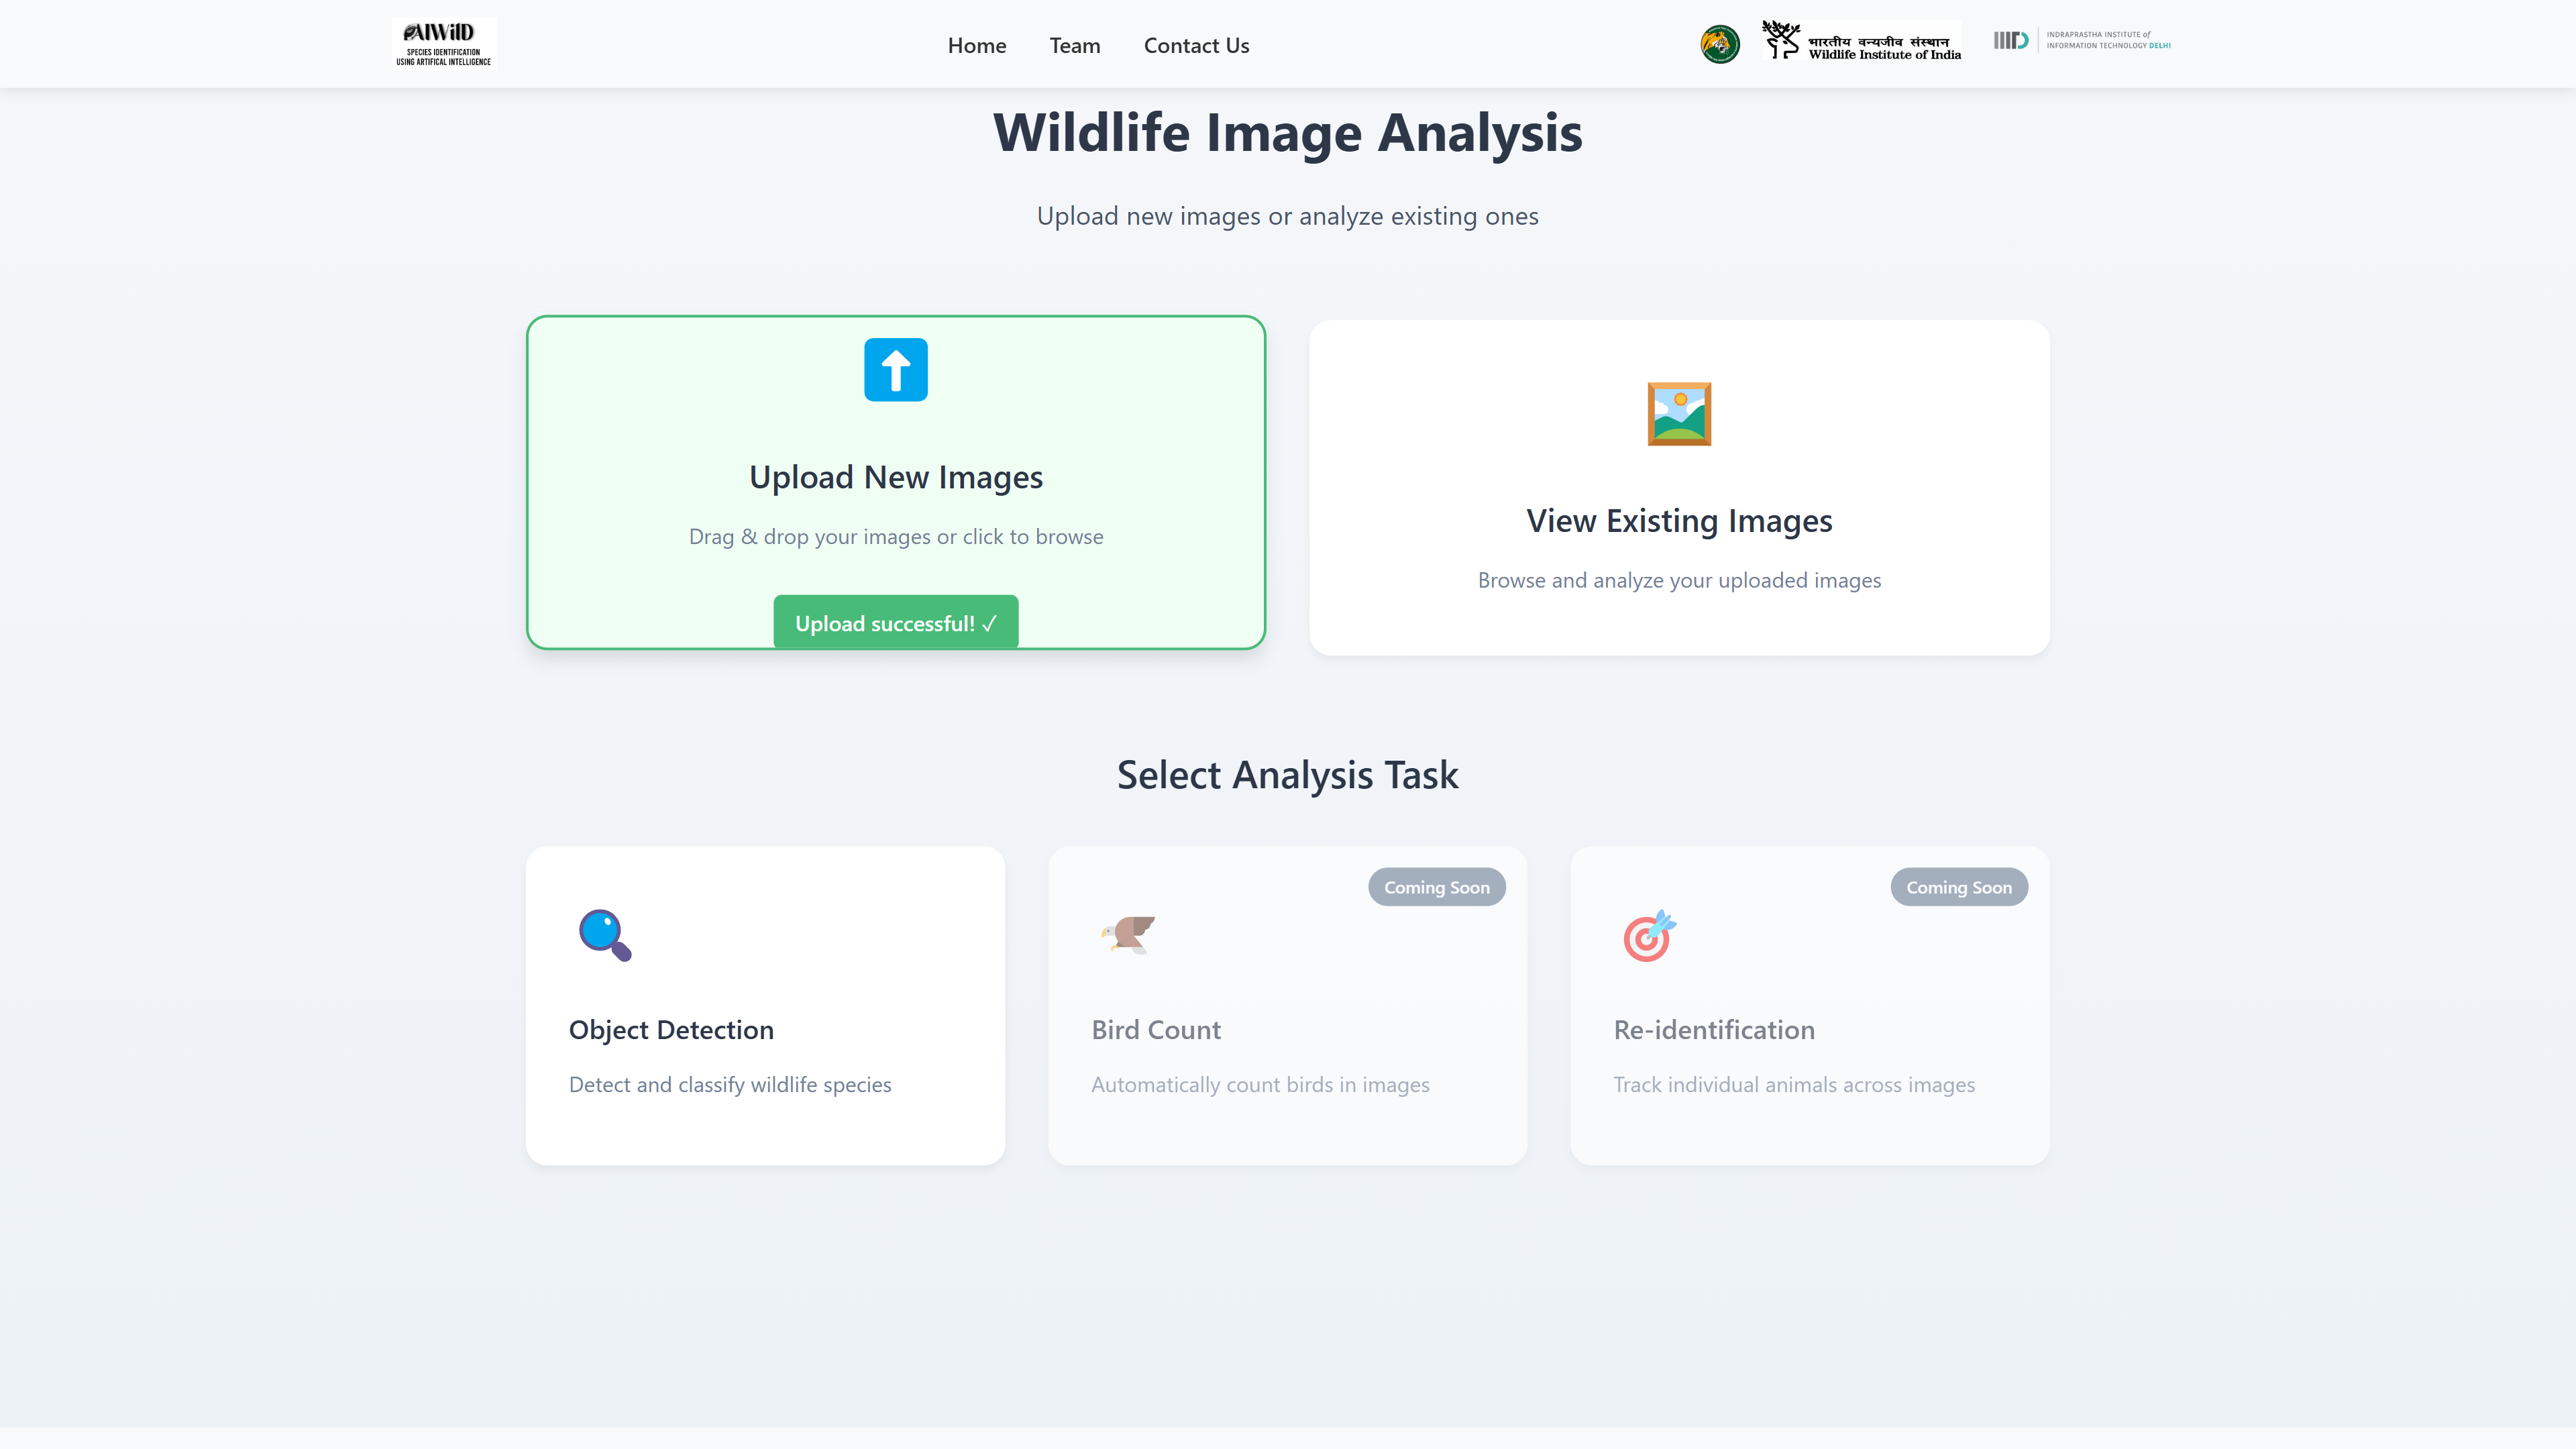 AIWilD
SPECIES IDENTIFICATION
USING ARTIFICAL INTELLIGENCE
Home
Team
Contact Us
भारतीय वन्यजीव संस्थान
Wildlife Institute of India
INDRAPRASTHA INSTITUTE of
INFORMATION TECHNOLOGY DELHI
Wildlife Image Analysis
Upload new images or analyze existing ones
Upload New Images
Drag & drop your images or click to browse
Upload successful! ✓
View Existing Images
Browse and analyze your uploaded images
Select Analysis Task
Object Detection
Detect and classify wildlife species
Coming Soon
Bird Count
Automatically count birds in images
Coming Soon
Re-identification
Track individual animals across images